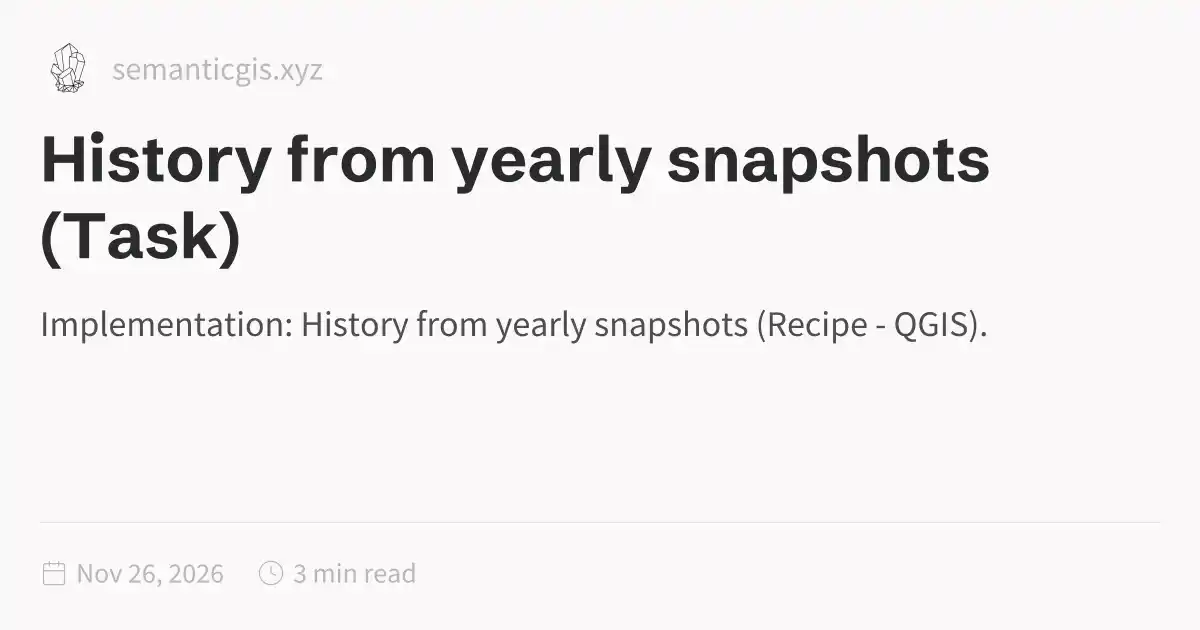 semanticgis.xyz
History from yearly snapshots
(Task)
Implementation: History from yearly snapshots (Recipe - QGIS).
Nov 26, 2026 3 min read